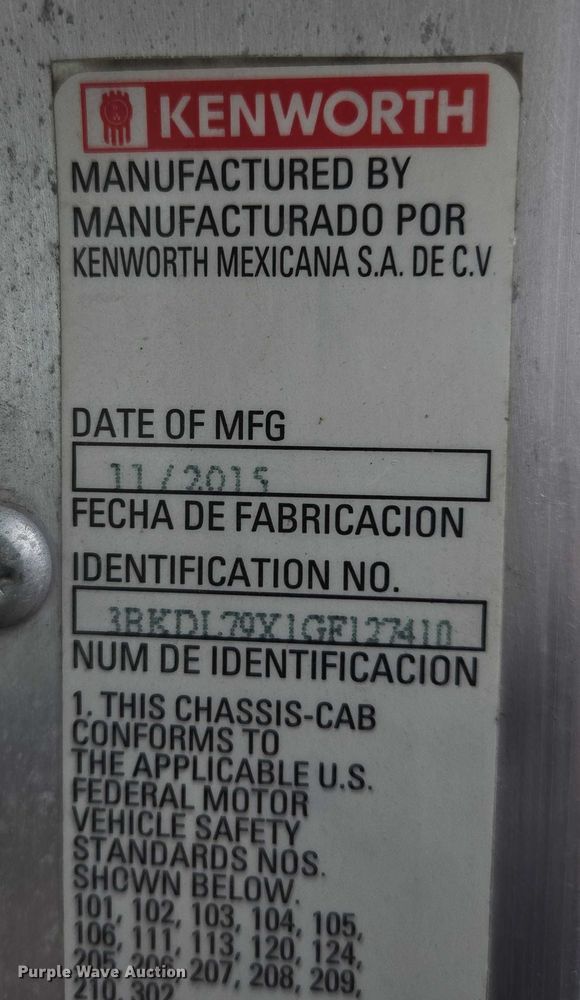 KENWORTH
MANUFACTURED BY
MANUFACTURADO POR
KENWORTH MEXICANA S.A. DE C.V
DATE OF MFG
11/2015
FECHA DE FABRICACION
IDENTIFICATION NO.
3BKDL79X1GF127410
NUM DE IDENTIFICACION
1. THIS CHASSIS-CAB
CONFORMS TO
THE APPLICABLE U.S.
FEDERAL MOTOR
VEHICLE SAFETY
STANDARDS NOS.
SHOWN BELOW.
101, 102, 103, 104, 105,
106, 111, 113, 120, 124,
205, 206, 207, 208, 209,
210, 302
Purple Wave Auction